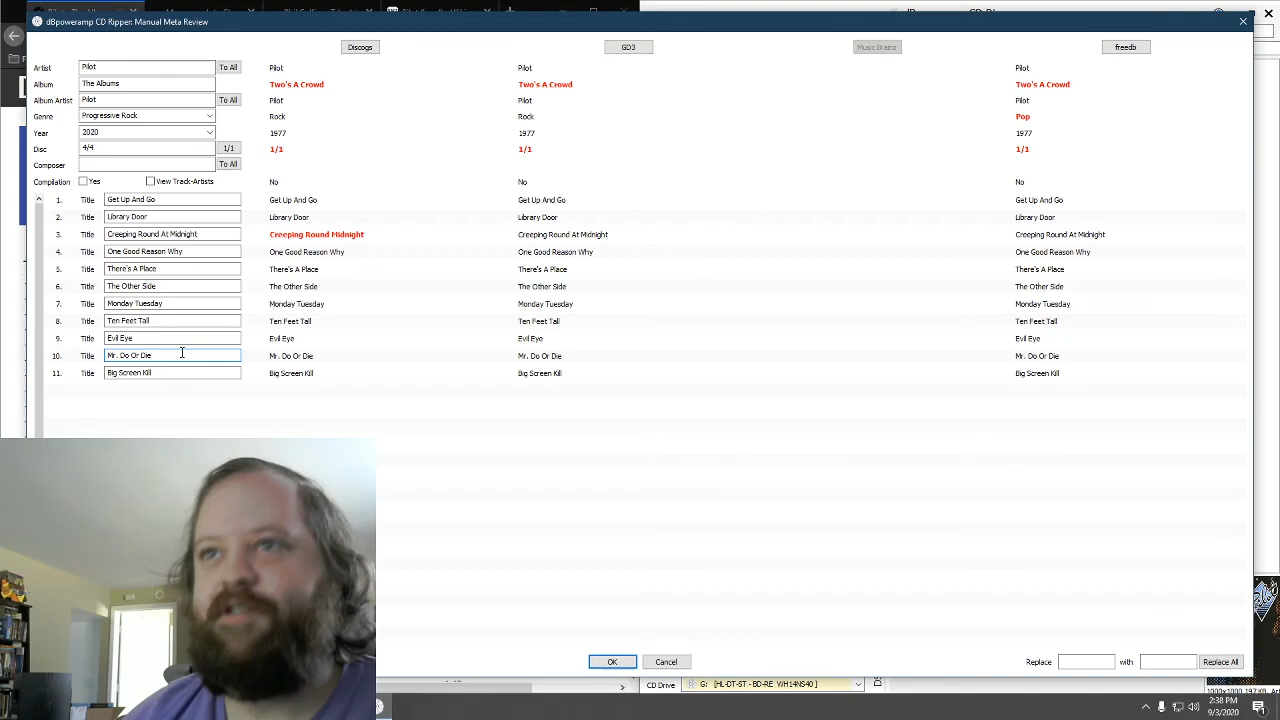 dBpoweramp CD Ripper: Manual Meta Review
Discogs GD3 Music Brainz freedb
Artist Pilot To All Pilot Pilot Pilot
Album The Albums Two's A Crowd Two's A Crowd Two's A Crowd
Album Artist Pilot To All Pilot Pilot Pilot
Genre Progressive Rock Rock Rock Pop
Year 2020 1977 1977 1977
Disc 4/4 1/1 1/1 1/1 1/1
Composer To All
Compilation Yes View Track-Artists No No No
1. Title Get Up And Go Get Up And Go Get Up And Go Get Up And Go
2. Title Library Door Library Door Library Door Library Door
3. Title Creeping Round At Midnight Creeping Round Midnight Creeping Round At Midnight Creeping Round At Midnight
4. Title One Good Reason Why One Good Reason Why One Good Reason Why One Good Reason Why
5. Title There's A Place There's A Place There's A Place There's A Place
6. Title The Other Side The Other Side The Other Side The Other Side
7. Title Monday Tuesday Monday Tuesday Monday Tuesday Monday Tuesday
8. Title Ten Feet Tall Ten Feet Tall Ten Feet Tall Ten Feet Tall
9. Title Evil Eye Evil Eye Evil Eye Evil Eye
10. Title Mr. Do Or Die Mr. Do Or Die Mr. Do Or Die Mr. Do Or Die
11. Title Big Screen Kill Big Screen Kill Big Screen Kill Big Screen Kill
OK Cancel Replace with Replace All
CD Drive G: [HL-DT-ST - BD-RE WH14NS40 ]
1000x1000 197 KB
2:38 PM
9/3/2020